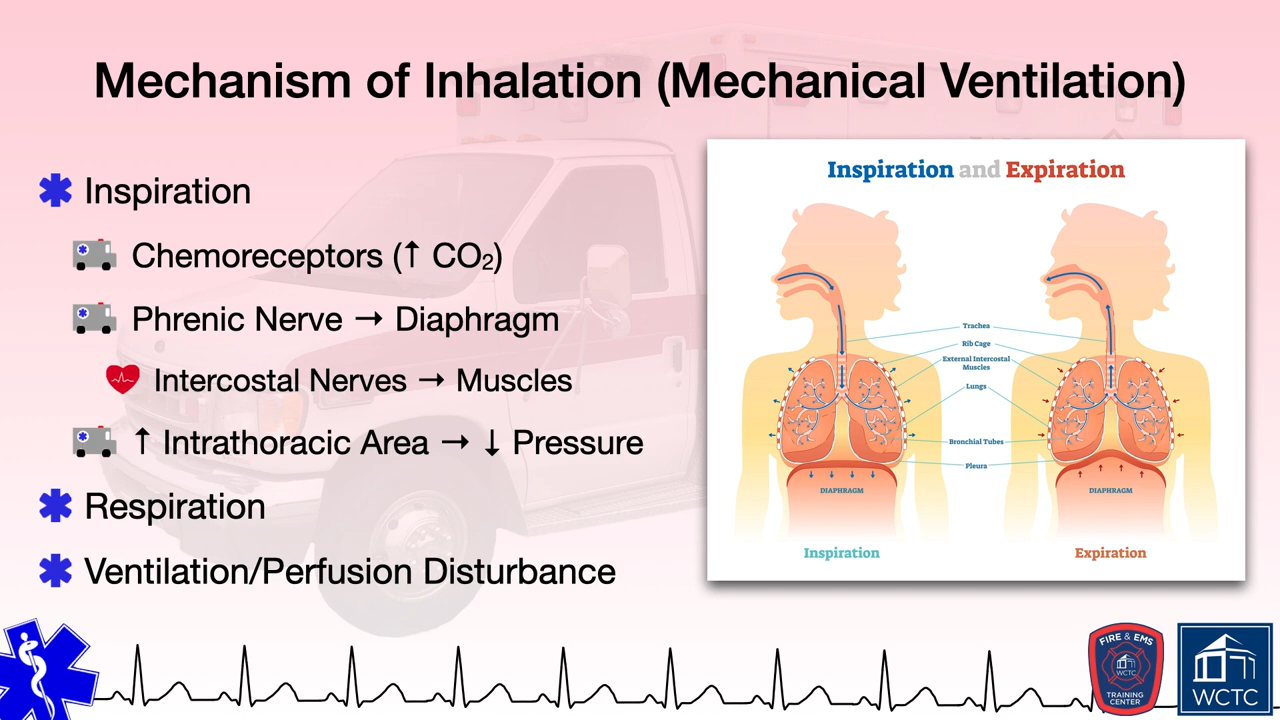 Mechanism of Inhalation (Mechanical Ventilation)
Inspiration
Chemoreceptors (↑ CO₂)
Phrenic Nerve → Diaphragm
Intercostal Nerves → Muscles
↑ Intrathoracic Area → ↓ Pressure
Respiration
Ventilation/Perfusion Disturbance
Inspiration and Expiration
Trachea
Rib Cage
External Intercostal
Muscles
Lungs
Bronchial Tubes
Pleura
DIAPHRAGM
DIAPHRAGM
Inspiration
Expiration
FIRE & EMS
WCTC
TRAINING
CENTER
WCTC